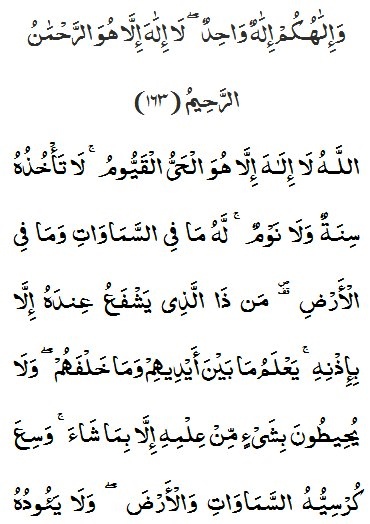 وَإِلَٰهُكُمْ إِلَٰهٌ وَاحِدٌ ۖ لَا إِلَٰهَ إِلَّا هُوَ الرَّحْمَٰنُ
الرَّحِيمُ (١٦٣)
اللَّـهُ لَا إِلَـٰهَ إِلَّا هُوَ الْحَيُّ الْقَيُّومُ ۚ لَا تَأْخُذُهُ
سِنَةٌ وَلَا نَوْمٌ ۚ لَّهُ مَا فِي السَّمَاوَاتِ وَمَا فِي
الْأَرْضِ ۗ مَن ذَا الَّذِي يَشْفَعُ عِندَهُ إِلَّا
بِإِذْنِهِ ۚ يَعْلَمُ مَا بَيْنَ أَيْدِيهِمْ وَمَا خَلْفَهُمْ ۖ وَلَا
يُحِيطُونَ بِشَيْءٍ مِّنْ عِلْمِهِ إِلَّا بِمَا شَاءَ ۚ وَسِعَ
كُرْسِيُّهُ السَّمَاوَاتِ وَالْأَرْضَ ۖ وَلَا يَئُودُهُ